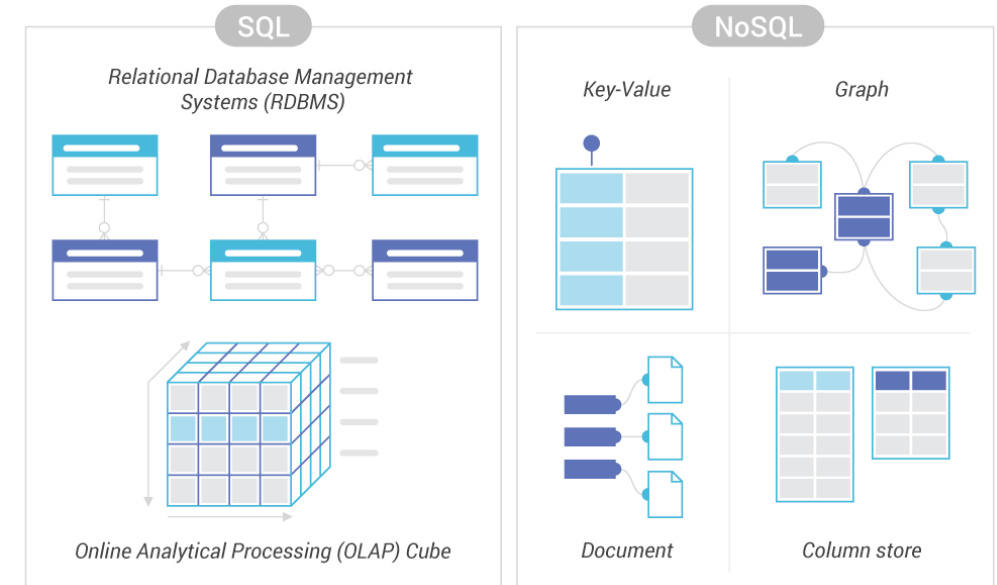 SQL
Relational Database Management
Systems (RDBMS)
Online Analytical Processing (OLAP) Cube
NoSQL
Key-Value
Graph
Document
Column store